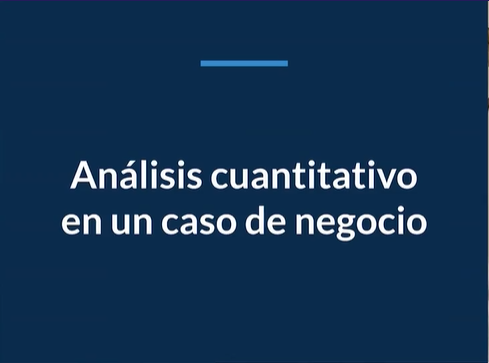 Análisis cuantitativo
en un caso de negocio